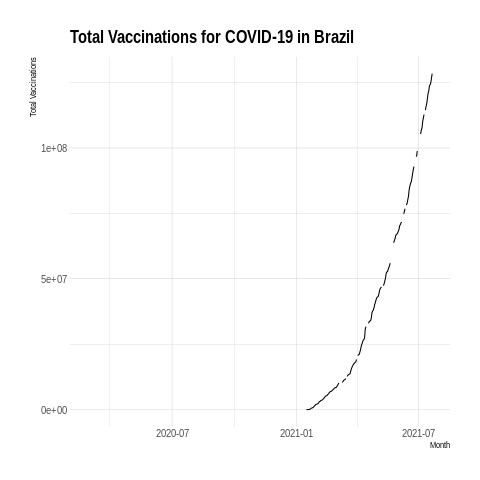 Total Vaccinations for COVID-19 in Brazil
Total Vaccinations
1e+08
5e+07
0e+00
2020-07
2021-01
2021-07
Month